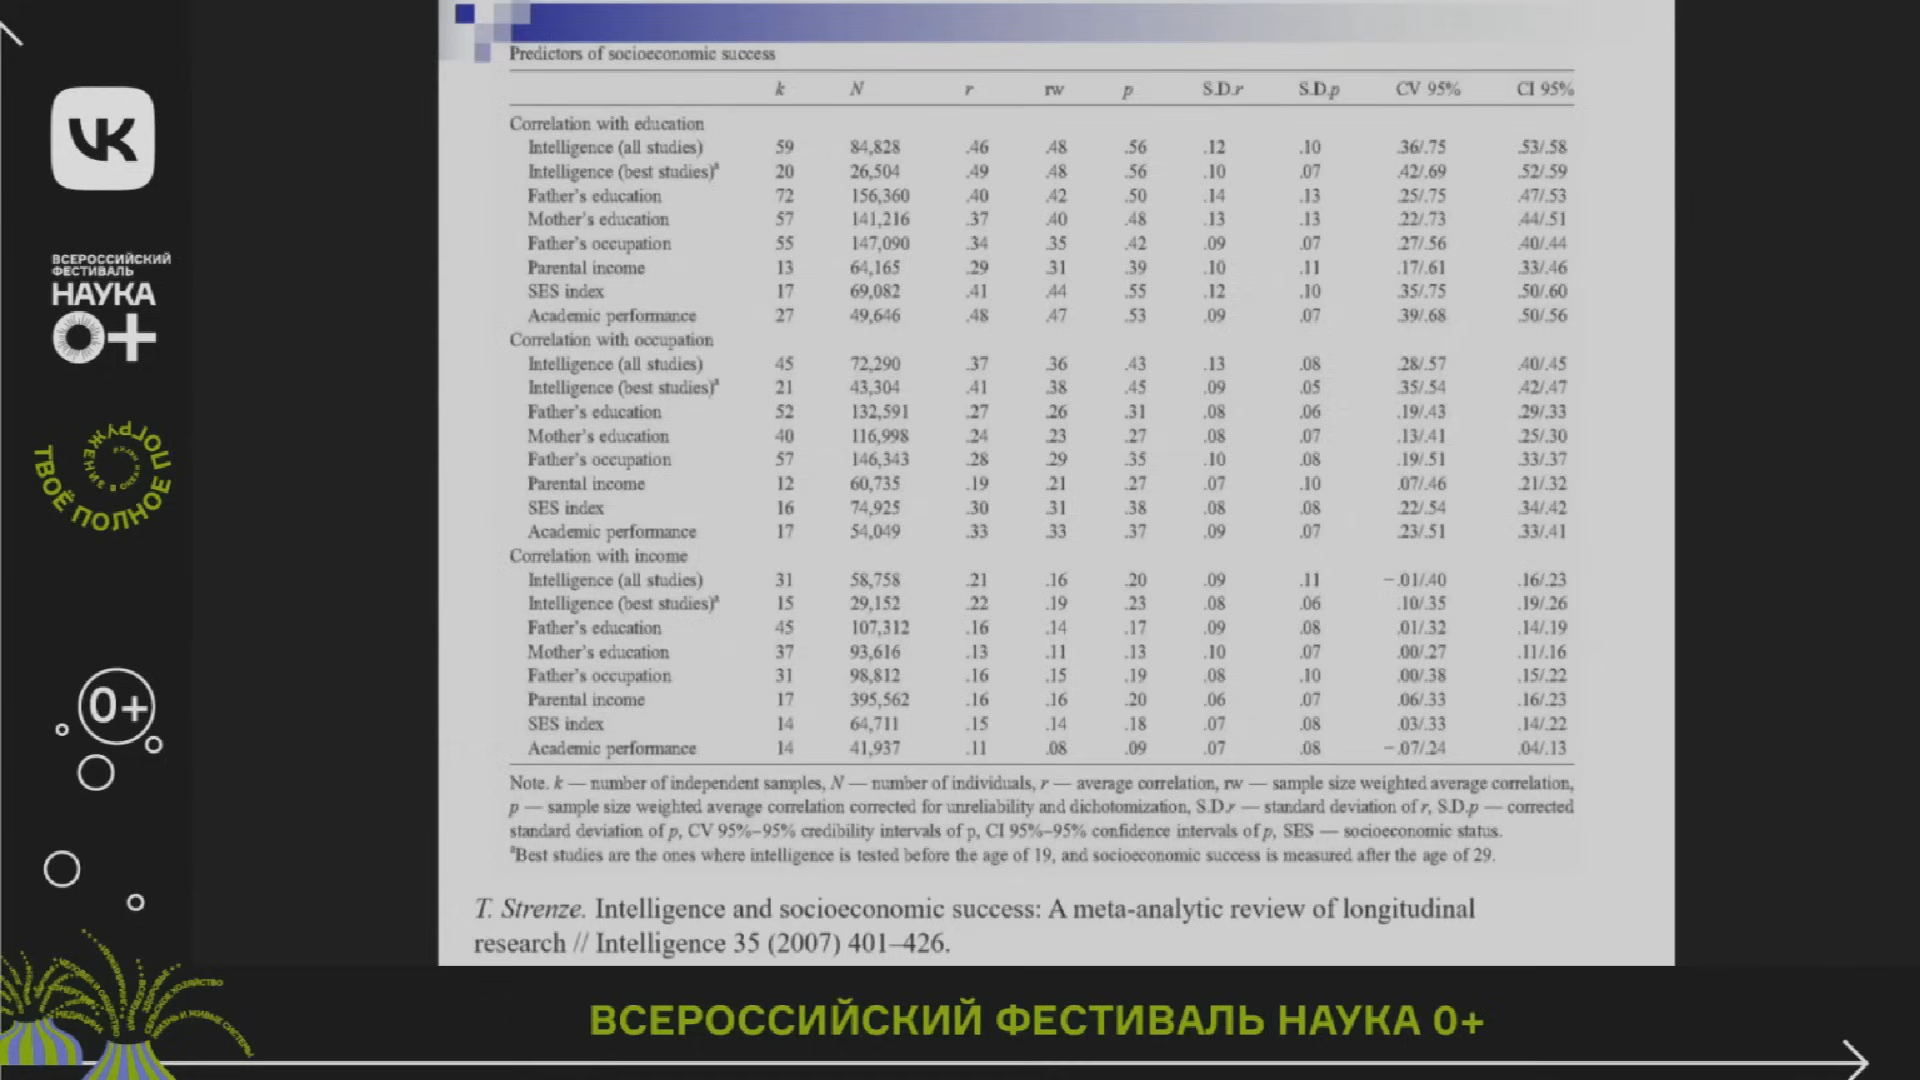 Predictors of socioeconomic success
k N r rw p S.D.r S.D.p CV 95% CI 95%
Correlation with education
Intelligence (all studies) 59 84,828 .46 .48 .56 .12 .10 .36/.75 .53/.58
Intelligence (best studies)ª 20 26,504 .49 .48 .56 .10 .07 .42/.69 .52/.59
Father's education 72 156,360 .40 .42 .50 .14 .13 .25/.75 .47/.53
Mother's education 57 141,216 .37 .40 .48 .13 .13 .22/.73 .44/.51
Father's occupation 55 147,090 .34 .35 .42 .09 .07 .27/.56 .40/.44
Parental income 13 64,165 .29 .31 .39 .10 .11 .17/.61 .33/.46
SES index 17 69,082 .41 .44 .55 .12 .10 .35/.75 .50/.60
Academic performance 27 49,646 .48 .47 .53 .09 .07 .39/.68 .50/.56
Correlation with occupation
Intelligence (all studies) 45 72,290 .37 .36 .43 .13 .08 .28/.57 .40/.45
Intelligence (best studies)ª 21 43,304 .41 .38 .45 .09 .05 .35/.54 .42/.47
Father's education 52 132,591 .27 .26 .31 .08 .06 .19/.43 .29/.33
Mother's education 40 116,998 .24 .23 .27 .08 .07 .13/.41 .25/.30
Father's occupation 57 146,343 .28 .29 .35 .10 .08 .19/.51 .33/.37
Parental income 12 60,735 .19 .21 .27 .07 .10 .07/.46 .21/.32
SES index 16 74,925 .30 .31 .38 .08 .08 .22/.54 .34/.42
Academic performance 17 54,049 .33 .33 .37 .09 .07 .23/.51 .33/.41
Correlation with income
Intelligence (all studies) 31 58,758 .21 .16 .20 .09 .11 −.01/.40 .16/.23
Intelligence (best studies)ª 15 29,152 .22 .19 .23 .08 .06 .10/.35 .19/.26
Father's education 45 107,312 .16 .14 .17 .09 .08 .01/.32 .14/.19
Mother's education 37 93,616 .13 .11 .13 .10 .07 .00/.27 .11/.16
Father's occupation 31 98,812 .16 .15 .19 .08 .10 .00/.38 .15/.22
Parental income 17 395,562 .16 .16 .20 .06 .07 .06/.33 .16/.23
SES index 14 64,711 .15 .14 .18 .07 .08 .03/.33 .14/.22
Academic performance 14 41,937 .11 .08 .09 .07 .08 −.07/.24 .04/.13
Note. k — number of independent samples, N — number of individuals, r — average correlation, rw — sample size weighted average correlation,
p — sample size weighted average correlation corrected for unreliability and dichotomization, S.D.r — standard deviation of r, S.D.p — corrected
standard deviation of p, CV 95%–95% credibility intervals of p, CI 95%–95% confidence intervals of p, SES — socioeconomic status.
ªBest studies are the ones where intelligence is tested before the age of 19, and socioeconomic success is measured after the age of 29.
T. Strenze. Intelligence and socioeconomic success: A meta-analytic review of longitudinal
research // Intelligence 35 (2007) 401–426.
VK
ВСЕРОССИЙСКИЙ
ФЕСТИВАЛЬ
НАУКА
0+
ТВОЁ ПОЛНОЕ ПОГРУЖЕНИЕ
0+
ВСЕРОССИЙСКИЙ ФЕСТИВАЛЬ НАУКА 0+